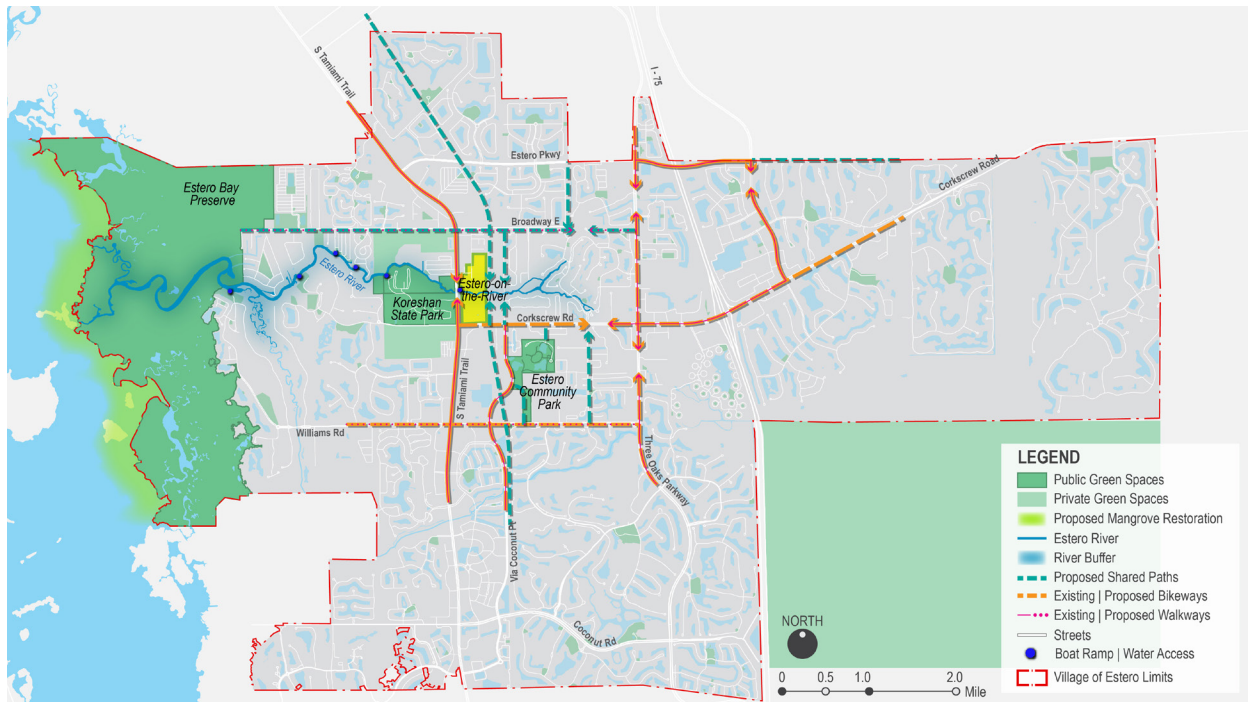 S Tamiami Trail
I - 75
Estero Pkwy
Corkscrew Road
Estero Bay
Preserve
Broadway E
Estero River
Estero-on-
the-River
Koreshan
State Park
Corkscrew Rd
S Tamiami Trail
Estero
Community
Park
Williams Rd
Three Oaks Parkway
Via Coconut Pt
Coconut Rd
LEGEND
Public Green Spaces
Private Green Spaces
Proposed Mangrove Restoration
Estero River
River Buffer
Proposed Shared Paths
Existing | Proposed Bikeways
Existing | Proposed Walkways
Streets
Boat Ramp | Water Access
Village of Estero Limits
NORTH
0 0.5 1.0 2.0
Mile